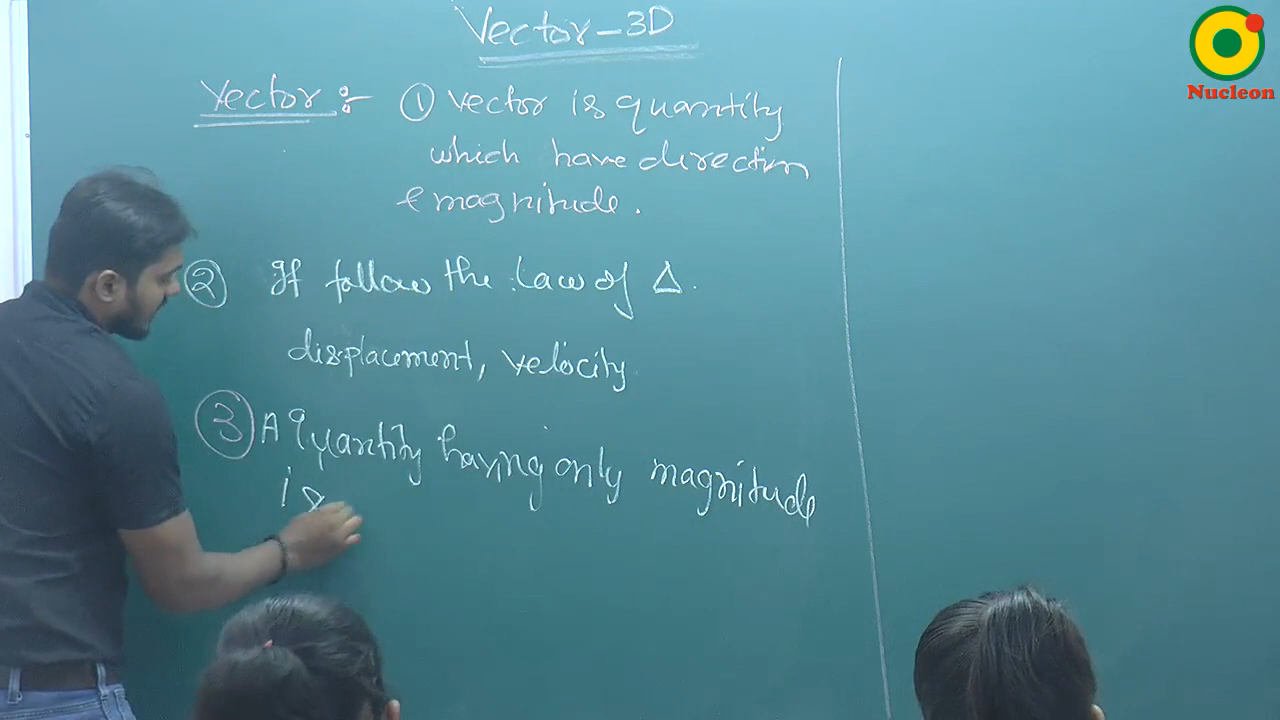 Vector-3D
Vector :- ① Vector is quantity
which have direction
& magnitude.
② If follow the law of Δ.
displacement, velocity
③ A Quantity having only magnitude
is
Nucleon